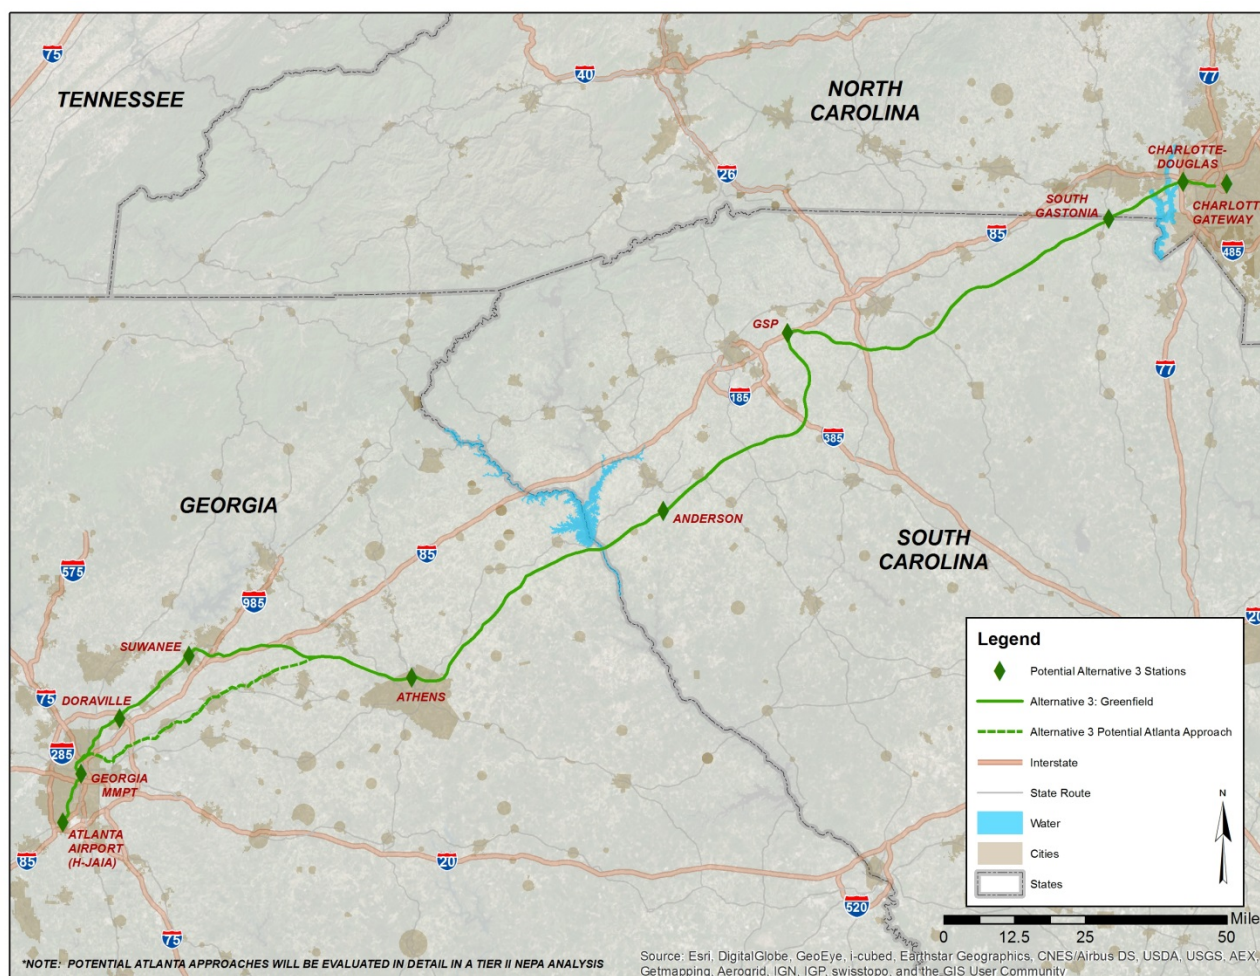 75
TENNESSEE
40
NORTH
CAROLINA
77
CHARLOTTE-
DOUGLAS
26
SOUTH
GASTONIA
CHARLOTT
GATEWAY
85
485
GSP
77
185
385
GEORGIA
ANDERSON
SOUTH
CAROLINA
85
575
985
20
SUWANEE
ATHENS
75
DORAVILLE
285
GEORGIA
MMPT
ATLANTA
AIRPORT
(H-JAIA)
85
20
520
75
Legend
Potential Alternative 3 Stations
Alternative 3: Greenfield
Alternative 3 Potential Atlanta Approach
Interstate
State Route
Water
Cities
States
N
Mile
0 12.5 25 50
*NOTE: POTENTIAL ATLANTA APPROACHES WILL BE EVALUATED IN DETAIL IN A TIER II NEPA ANALYSIS
Source: Esri, DigitalGlobe, GeoEye, i-cubed, Earthstar Geographics, CNES/Airbus DS, USDA, USGS, AEX
Getmapping, Aerogrid, IGN, IGP, swisstopo, and the GIS User Community